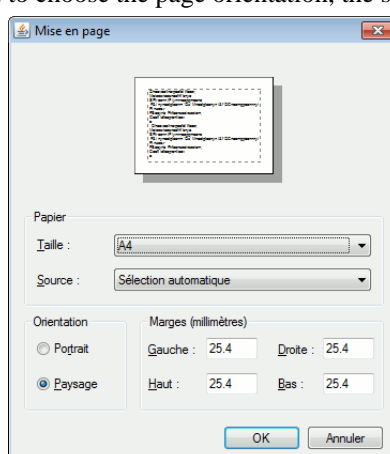 to choose the page orientation, the
Mise en page
Papier
Taille : A4
Source : Sélection automatique
Orientation
Portrait
Paysage
Marges (millimètres)
Gauche : 25.4 Droite : 25.4
Haut : 25.4 Bas : 25.4
OK Annuler